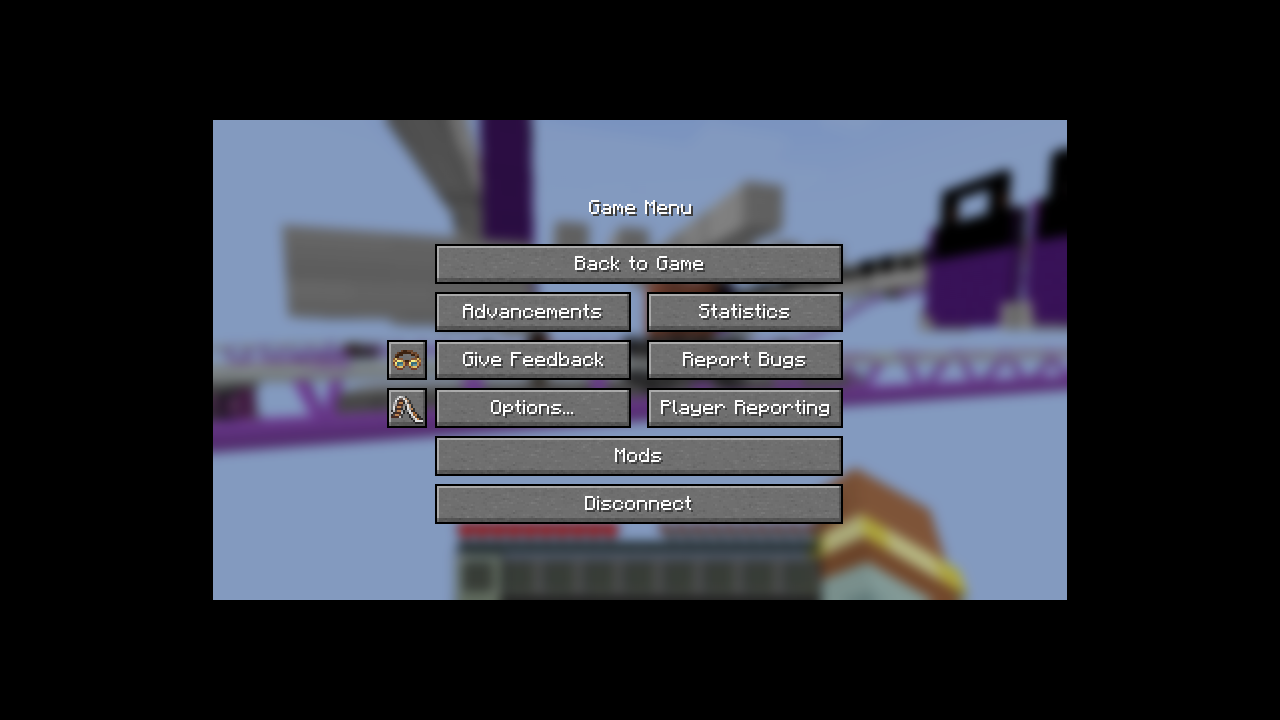 Game Menu
Back to Game
Advancements
Statistics
Give Feedback
Report Bugs
Options...
Player Reporting
Mods
Disconnect